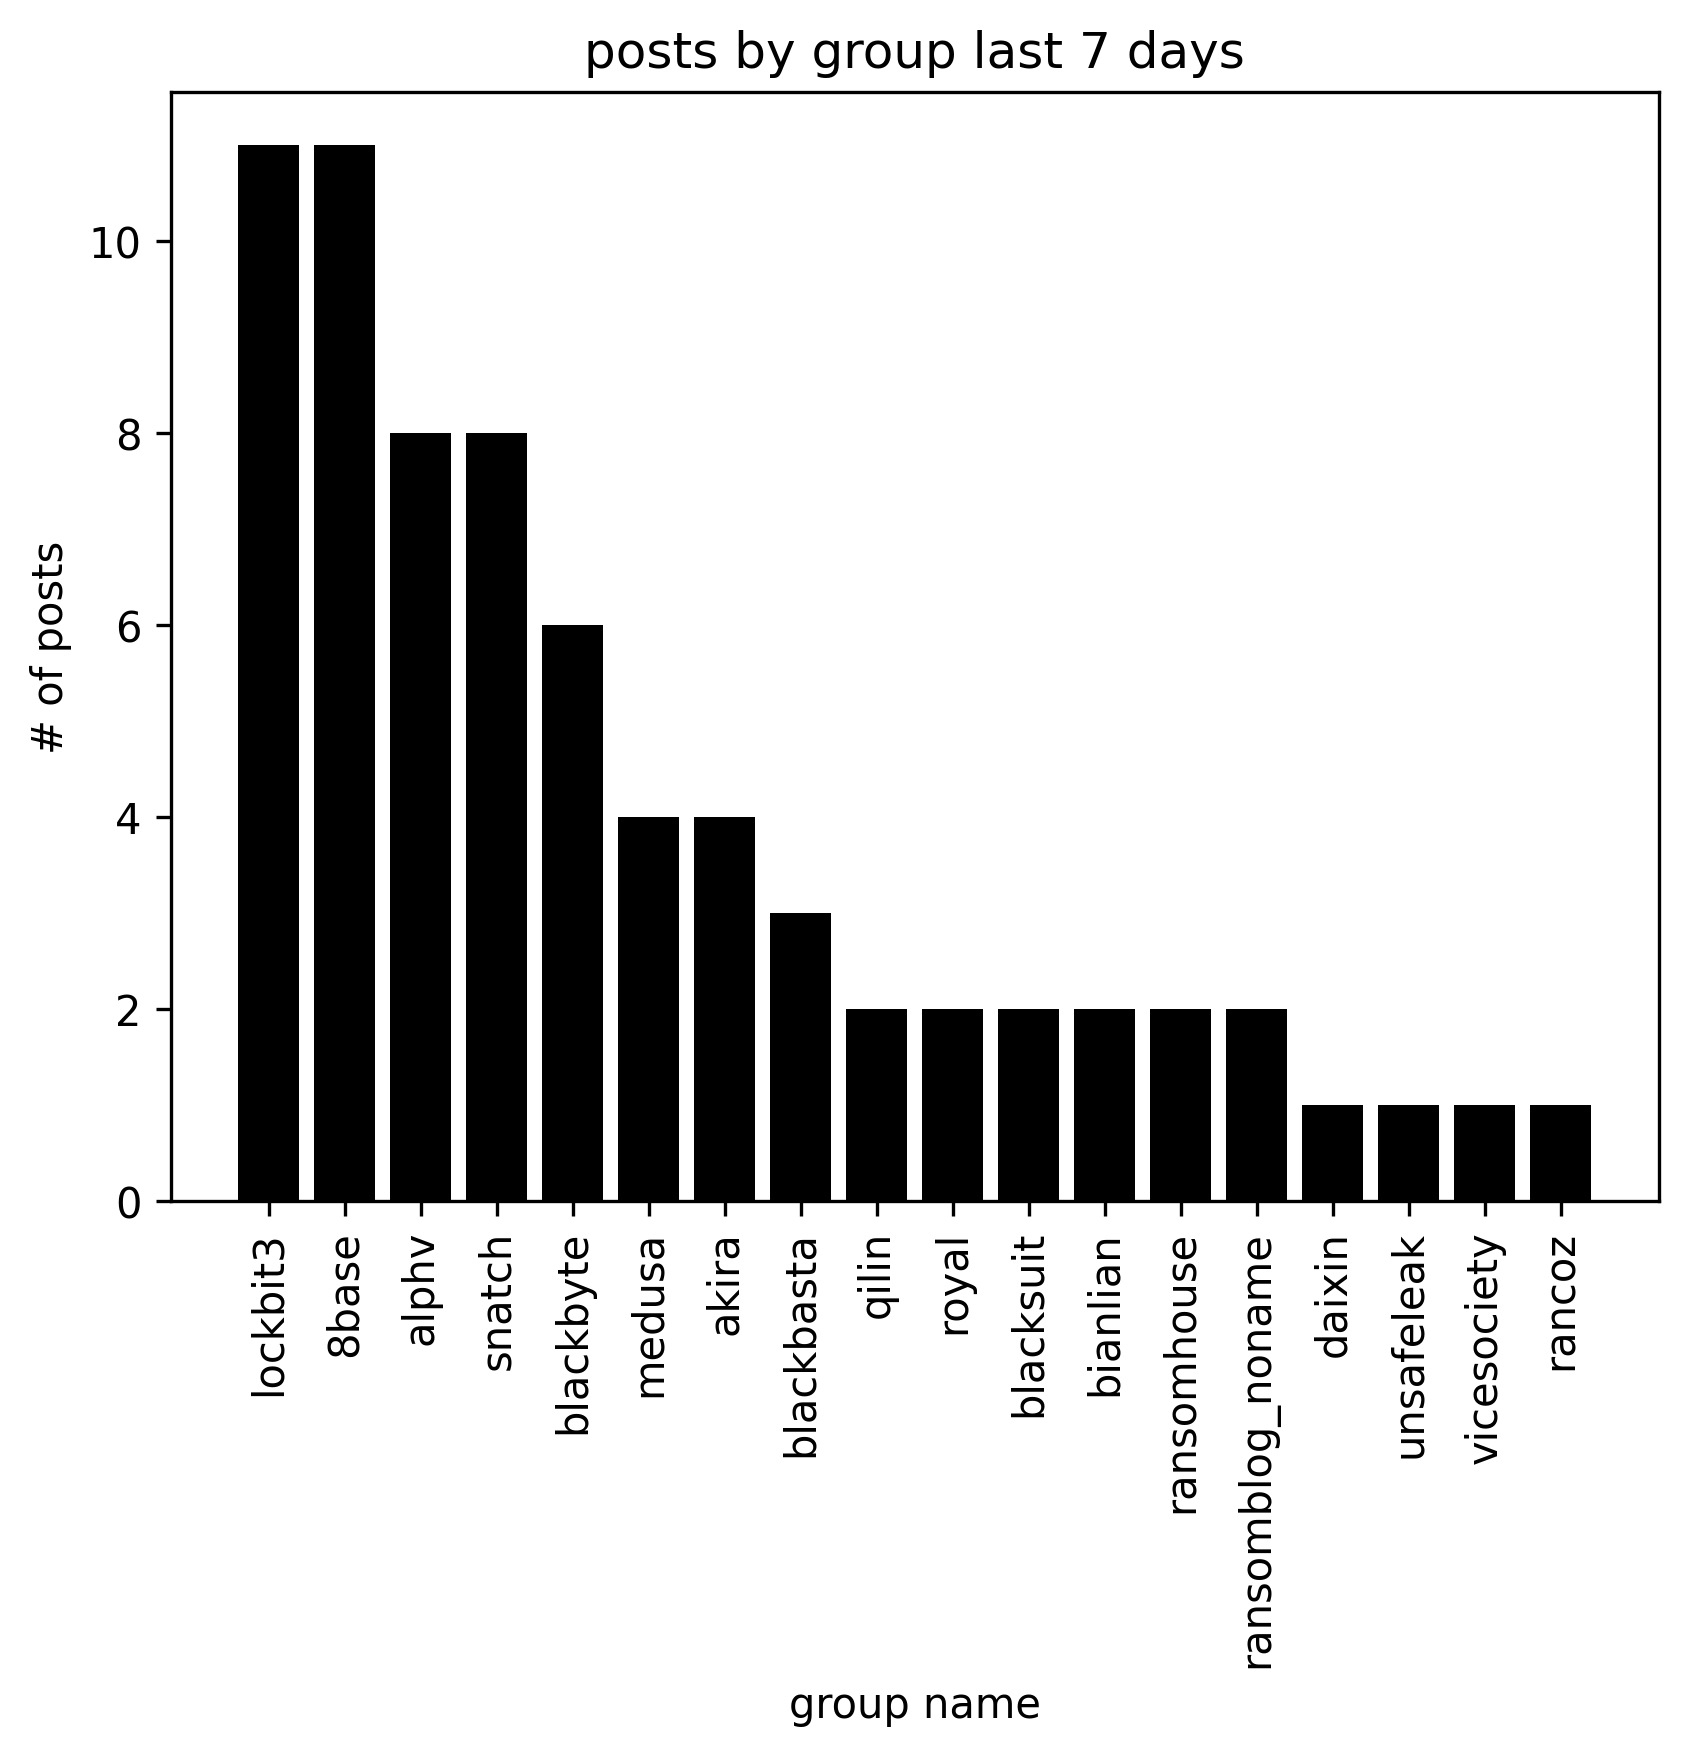 posts by group last 7 days
# of posts
10
8
6
4
2
0
lockbit3
8base
alphv
snatch
blackbyte
medusa
akira
blackbasta
qilin
royal
blacksuit
bianlian
ransomhouse
ransomblog_noname
daixin
unsafeleak
vicesociety
rancoz
group name